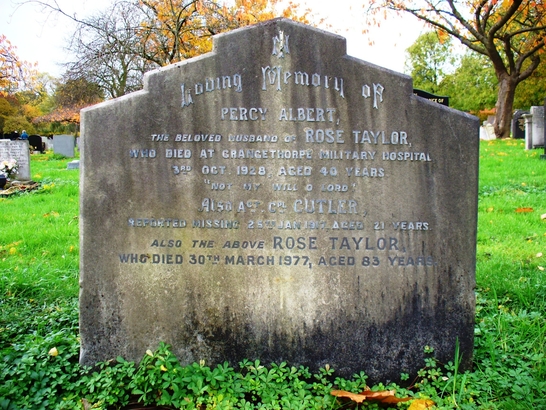 In
Loving Memory of
PERCY ALBERT,
THE BELOVED HUSBAND OF ROSE TAYLOR,
WHO DIED AT GRANGETHORPE MILITARY HOSPITAL
3RD OCT, 1928, AGED 40 YEARS.
"NOT MY WILL O LORD".
ALSO ACTG CPL CUTLER,
REPORTED MISSING 25TH JAN 1917, AGED 21 YEARS.
ALSO THE ABOVE ROSE TAYLOR,
WHO DIED 30TH MARCH 1977, AGED 83 YEARS.